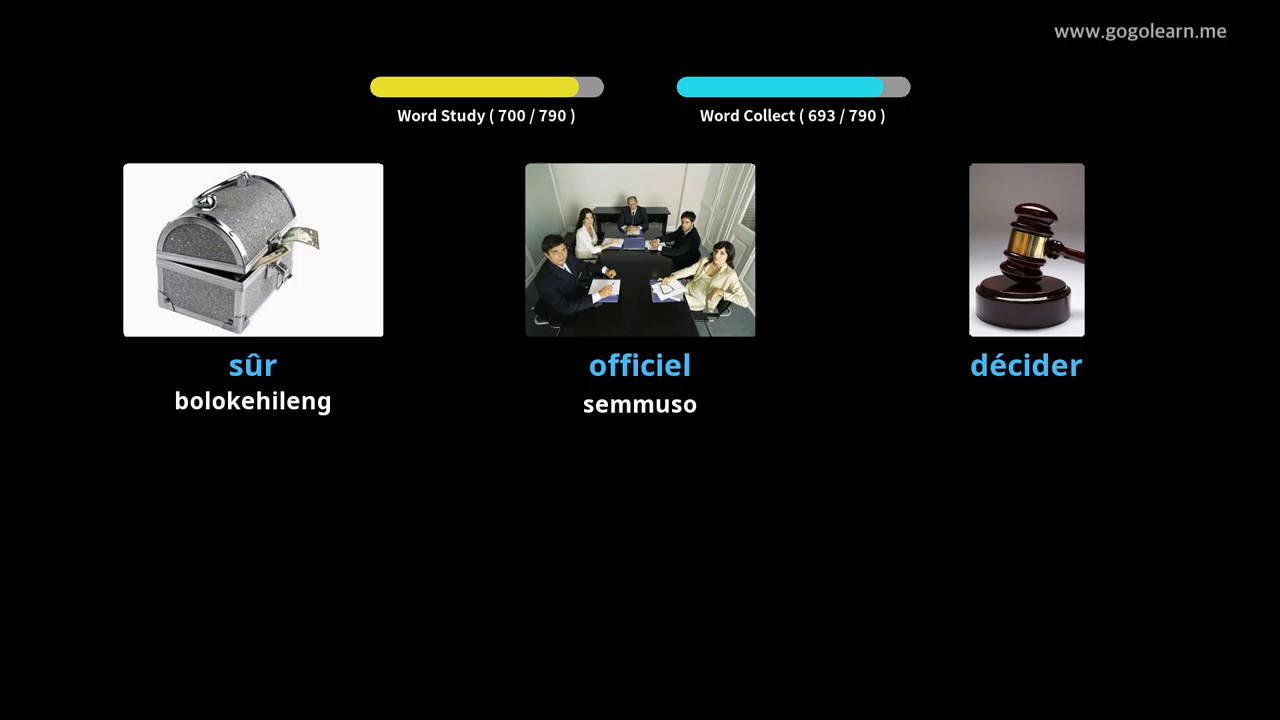 www.gogolearn.me
Word Study ( 700 / 790 )
Word Collect ( 693 / 790 )
sûr
bolokehileng
officiel
semmuso
décider